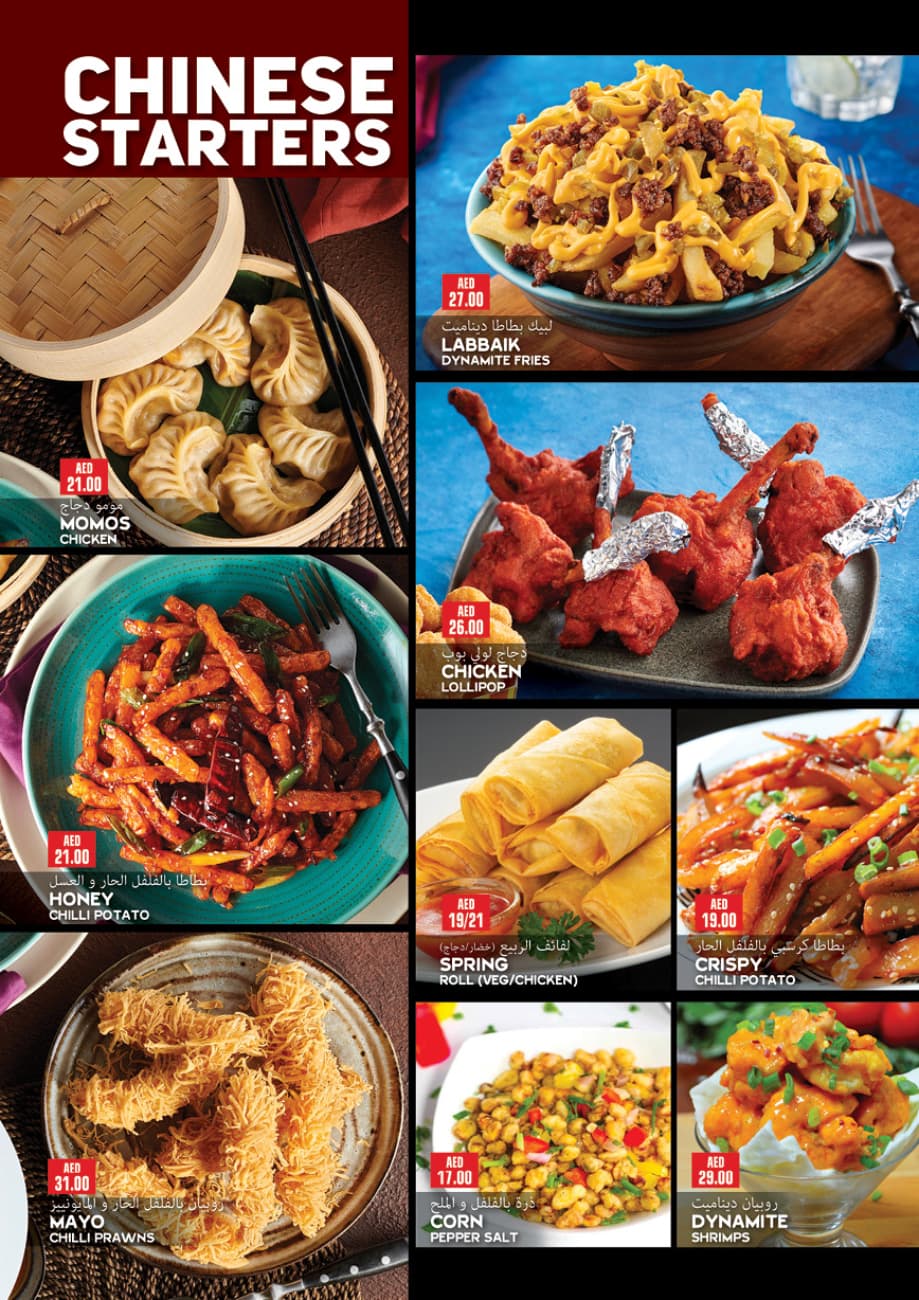 CHINESE
STARTERS
AED
21.00
مومو دجاج
MOMOS
CHICKEN
AED
21.00
بطاطا بالفلفل الحار و العسل
HONEY
CHILLI POTATO
AED
31.00
روبيان بالفلفل الحار و المايونييز
MAYO
CHILLI PRAWNS
AED
27.00
لبيك بطاطا ديناميت
LABBAIK
DYNAMITE FRIES
AED
26.00
دجاج لولي بوب
CHICKEN
LOLLIPOP
AED
19/21
لفائف الربيع (خضار/دجاج)
SPRING
ROLL (VEG/CHICKEN)
AED
19.00
بطاطا كرسبي بالفلفل الحار
CRISPY
CHILLI POTATO
AED
17.00
ذرة بالفلفل و الملح
CORN
PEPPER SALT
AED
29.00
روبيان ديناميت
DYNAMITE
SHRIMPS